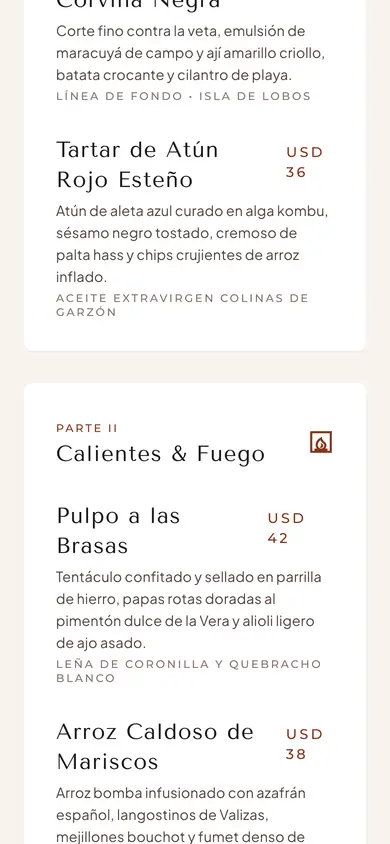 Corvina Negra
Corte fino contra la veta, emulsión de
maracuyá de campo y ají amarillo criollo,
batata crocante y cilantro de playa.
LÍNEA DE FONDO • ISLA DE LOBOS
Tartar de Atún
Rojo Esteño
USD
36
Atún de aleta azul curado en alga kombu,
sésamo negro tostado, cremoso de
palta hass y chips crujientes de arroz
inflado.
ACEITE EXTRAVIRGEN COLINAS DE
GARZÓN
PARTE II
Calientes & Fuego
Pulpo a las
Brasas
USD
42
Tentáculo confitado y sellado en parrilla
de hierro, papas rotas doradas al
pimentón dulce de la Vera y alioli ligero
de ajo asado.
LEÑA DE CORONILLA Y QUEBRACHO
BLANCO
Arroz Caldoso de
Mariscos
USD
38
Arroz bomba infusionado con azafrán
español, langostinos de Valizas,
mejillones bouchot y fumet denso de